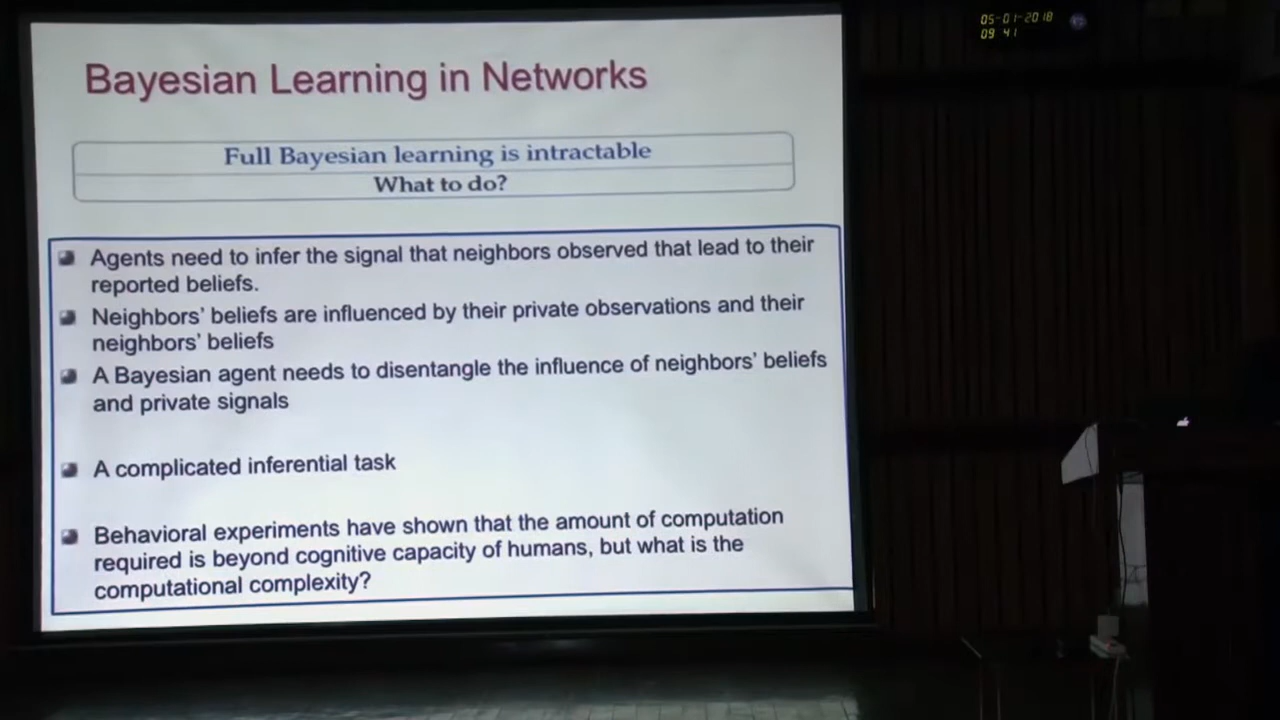 05-01-2018
09 41
Bayesian Learning in Networks
Full Bayesian learning is intractable
What to do?
Agents need to infer the signal that neighbors observed that lead to their
reported beliefs.
Neighbors' beliefs are influenced by their private observations and their
neighbors' beliefs
A Bayesian agent needs to disentangle the influence of neighbors' beliefs
and private signals
A complicated inferential task
Behavioral experiments have shown that the amount of computation
required is beyond cognitive capacity of humans, but what is the
computational complexity?